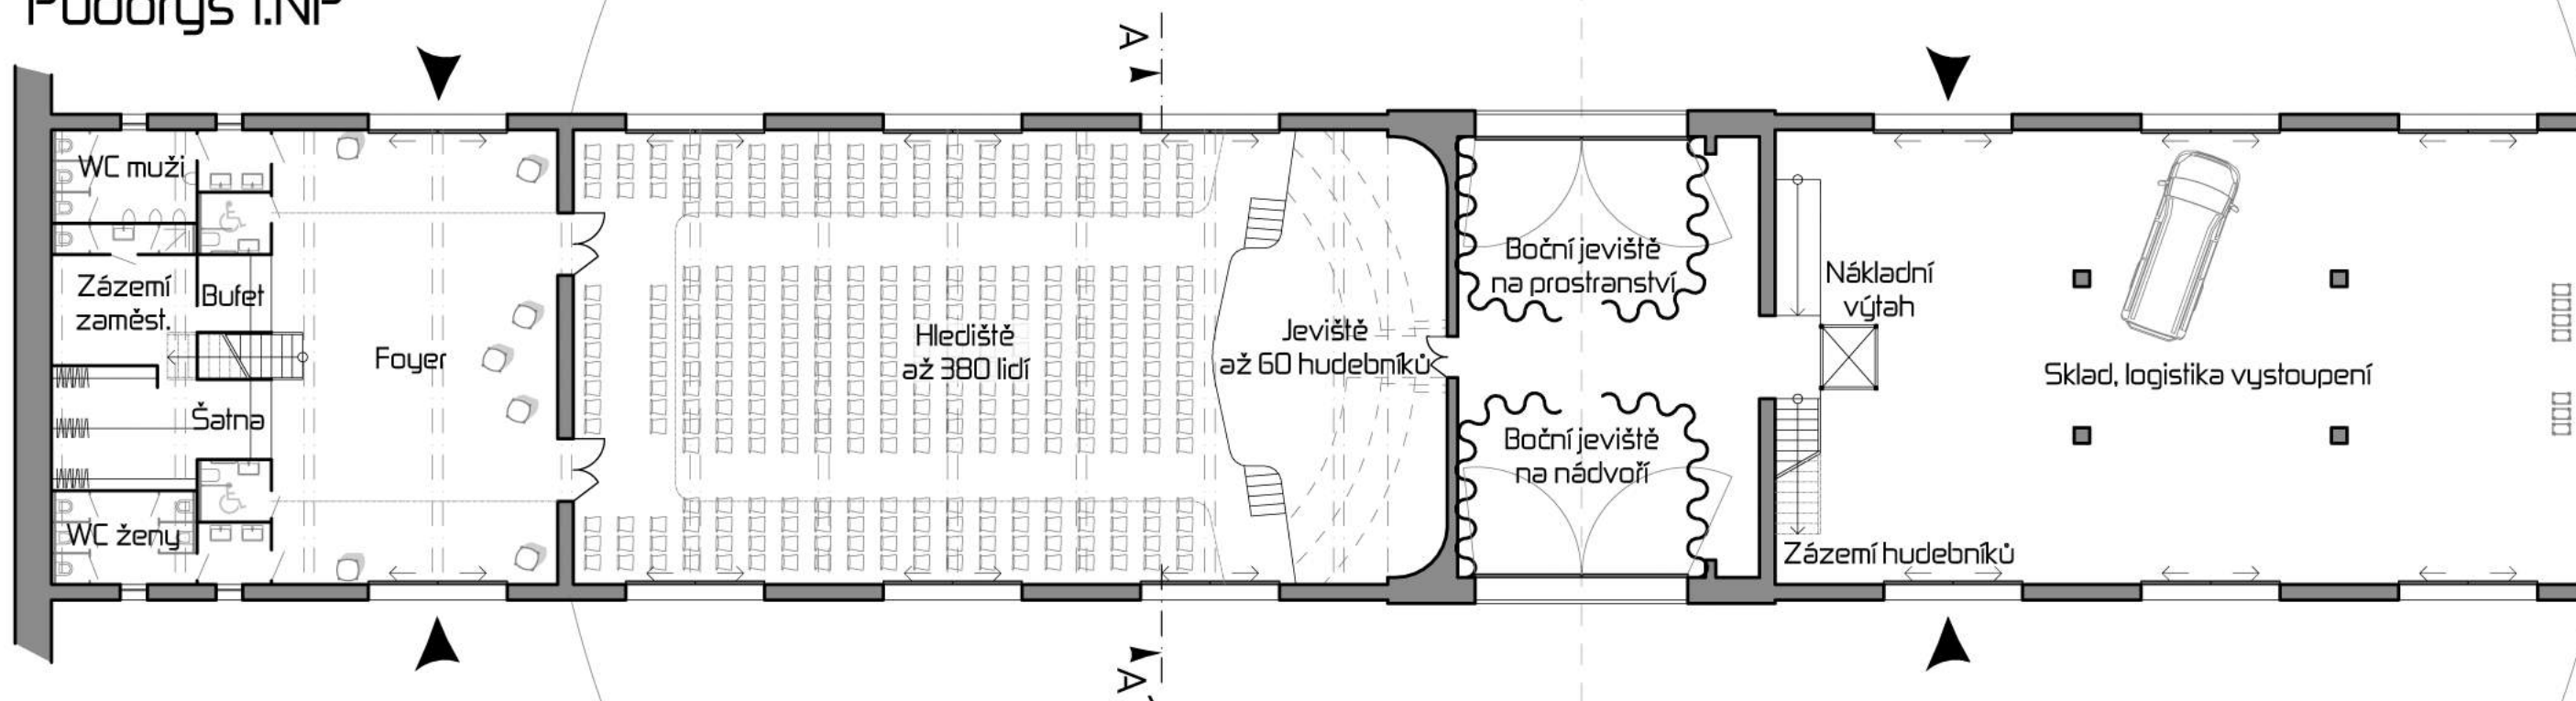 Půdorys 1.NP
A
WC muži
Zázemí
zaměst.
Bufet
Foyer
Šatna
WC ženy
Hlediště
až 380 lidí
Jeviště
až 60 hudebníků
Boční jeviště
na prostranství
Boční jeviště
na nádvoří
Nákladní
výtah
Sklad, logistika vystoupení
Zázemí hudebníků
A'